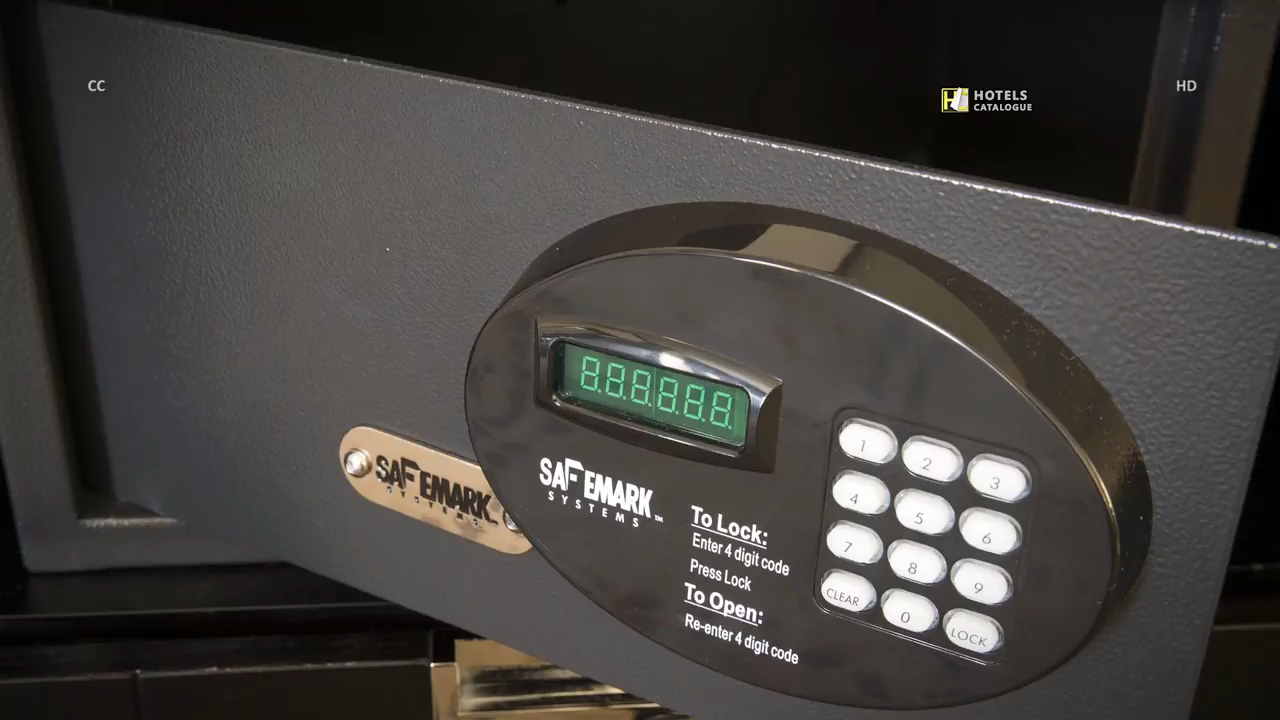 CC
HOTELS
CATALOGUE
HD
8.8.8.8.8.8.
SAFEMARK
SYSTEMS
SAFEMARK
SYSTEMS™
To Lock:
Enter 4 digit code
Press Lock
To Open:
Re-enter 4 digit code
1 2 3
4 5 6
7 8 9
CLEAR 0 LOCK